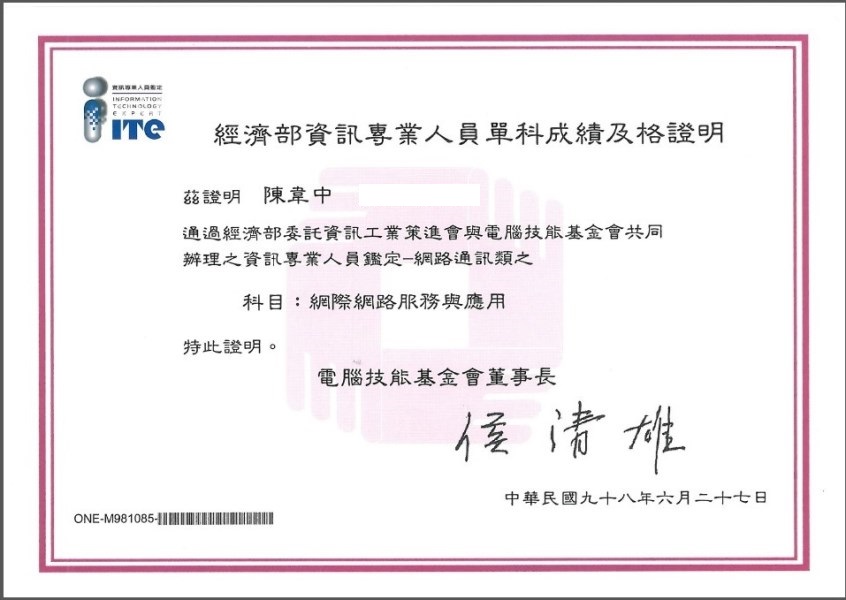 資訊專業人員鑑定
INFORMATION
TECHNOLOGY
EXPERT
iTe
經濟部資訊專業人員單科成績及格證明
茲證明 陳韋中
通過經濟部委託資訊工業策進會與電腦技能基金會共同
辦理之資訊專業人員鑑定–網路通訊類之
科目：網際網路服務與應用
特此證明。
電腦技能基金會董事長
侯清雄
中華民國九十八年六月二十七日
ONE-M981085-